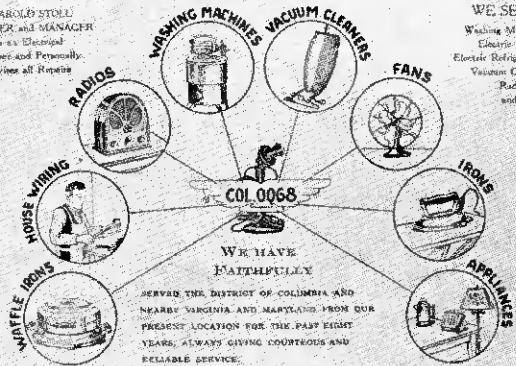 HAROLD STOLL
and MANAGER
as Electrical
and Personally
all Repairs
WE SE
Washing M
Electric
Electric Refrig
Vacuum C
Rad
and
WASHING MACHINES
VACUUM CLEANERS
RADIOS
FANS
HOUSE WIRING
IRONS
WAFFLE IRONS
APPLIANCES
COL. 0068
WE HAVE
FAITHFULLY
SERVED THE DISTRICT OF COLUMBIA AND
NEARBY VIRGINIA AND MARYLAND FROM OUR
PRESENT LOCATION FOR THE PAST EIGHT
YEARS, ALWAYS GIVING COURTEOUS AND
RELIABLE SERVICE.